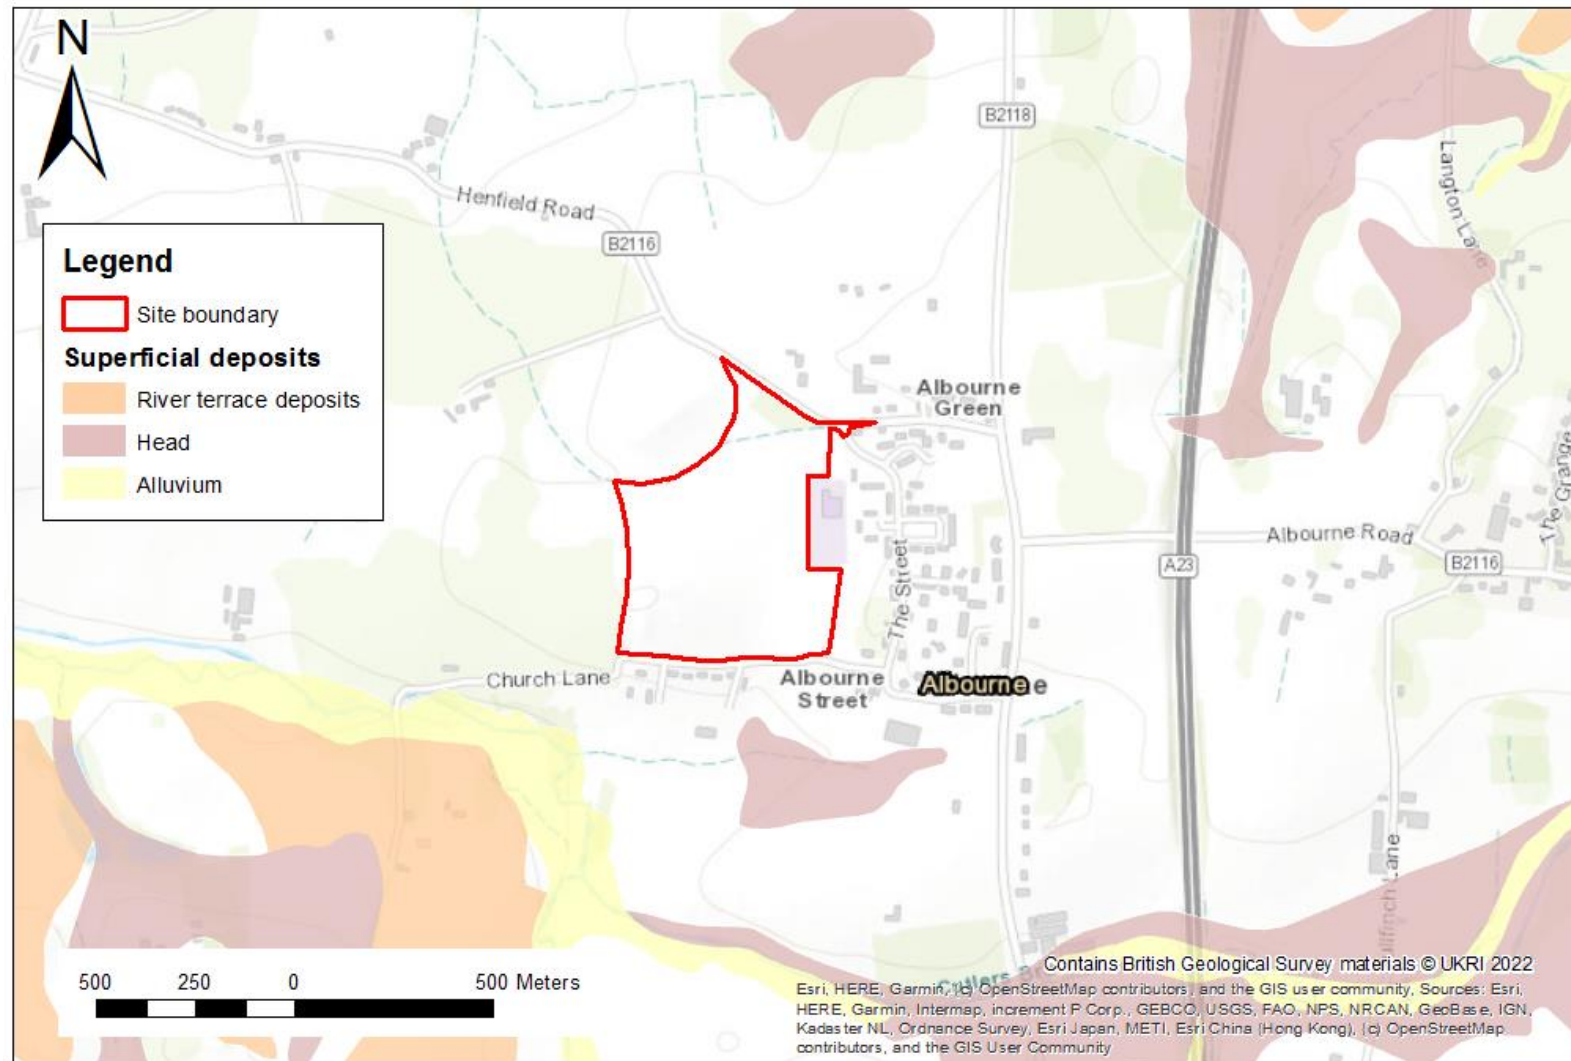 N
B2118
Langton Lane
Henfield Road
B2116
Legend
Site boundary
Superficial deposits
River terrace deposits
Head
Alluvium
Albourne
Green
The Grange
Albourne Road
B2116
A23
The Street
Church Lane
Albourne
Street
Albourne
500 250 0 500 Meters
Contains British Geological Survey materials © UKRI 2022
Esri, HERE, Garmin, (c) OpenStreetMap contributors, and the GIS user community, Sources: Esri,
HERE, Garmin, Intermap, increment P Corp., GEBCO, USGS, FAO, NPS, NRCAN, GeoBase, IGN,
Kadaster NL, Ordnance Survey, Esri Japan, METI, Esri China (Hong Kong), (c) OpenStreetMap
contributors, and the GIS User Community